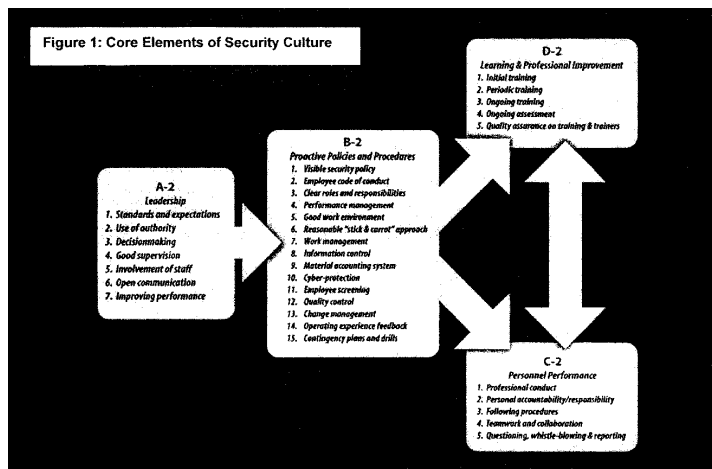 Figure 1: Core Elements of Security Culture
A-2
Leadership
1. Standards and expectations
2. Use of authority
3. Decisionmaking
4. Good supervision
5. Involvement of staff
6. Open communication
7. Improving performance
B-2
Proactive Policies and Procedures
1. Visible security policy
2. Employee code of conduct
3. Clear roles and responsibilities
4. Performance management
5. Good work environment
6. Reasonable "stick & carrot" approach
7. Work management
8. Information control
9. Material accounting system
10. Cyber-protection
11. Employee screening
12. Quality control
13. Change management
14. Operating experience feedback
15. Contingency plans and drills
D-2
Learning & Professional Improvement
1. Initial training
2. Periodic training
3. Ongoing training
4. Ongoing assessment
5. Quality assurance on training & trainers
C-2
Personnel Performance
1. Professional conduct
2. Personal accountability/responsibility
3. Following procedures
4. Teamwork and collaboration
5. Questioning, whistle-blowing & reporting